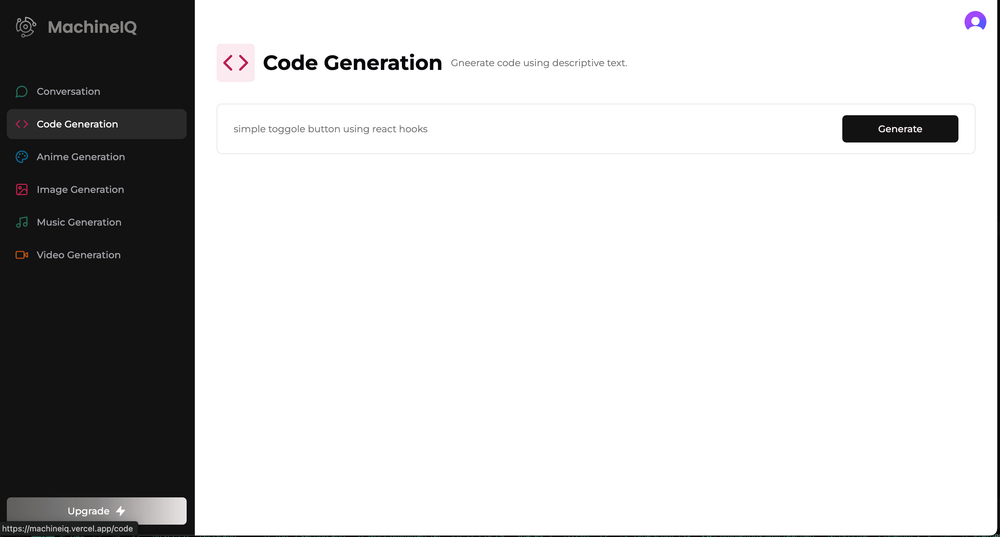 MachineIQ
Conversation
Code Generation
Anime Generation
Image Generation
Music Generation
Video Generation
Upgrade
https://machineiq.vercel.app/code
Code Generation
Gneerate code using descriptive text.
simple toggole button using react hooks
Generate